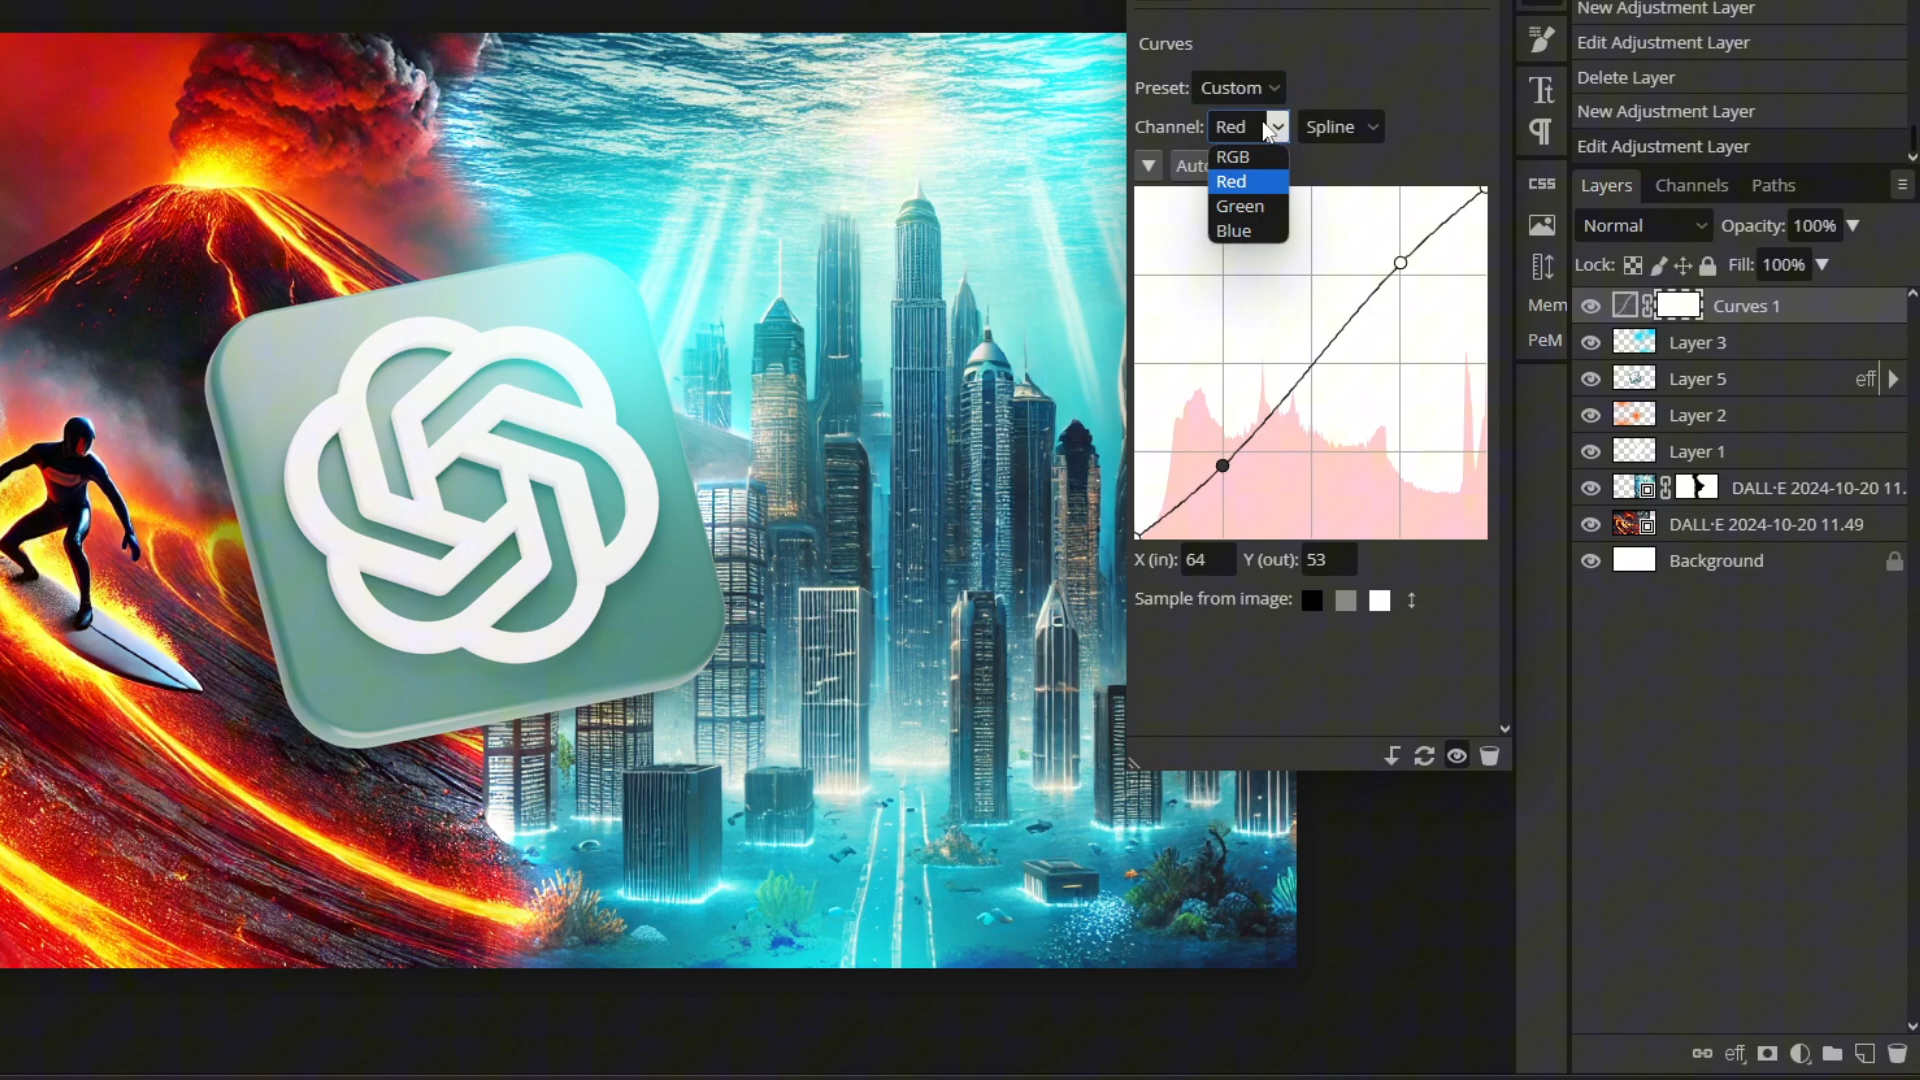 Curves
Preset: Custom
Channel: Red Spline
RGB
Red
Green
Blue
X (in): 64 Y (out): 53
Sample from image:
Tt
¶
CSS
Mem
PeM
New Adjustment Layer
Edit Adjustment Layer
Delete Layer
New Adjustment Layer
Edit Adjustment Layer
Layers Channels Paths
Normal Opacity: 100%
Lock: Fill: 100%
Curves 1
Layer 3
Layer 5 eff
Layer 2
Layer 1
DALL·E 2024-10-20 11.
DALL·E 2024-10-20 11.49
Background
eff